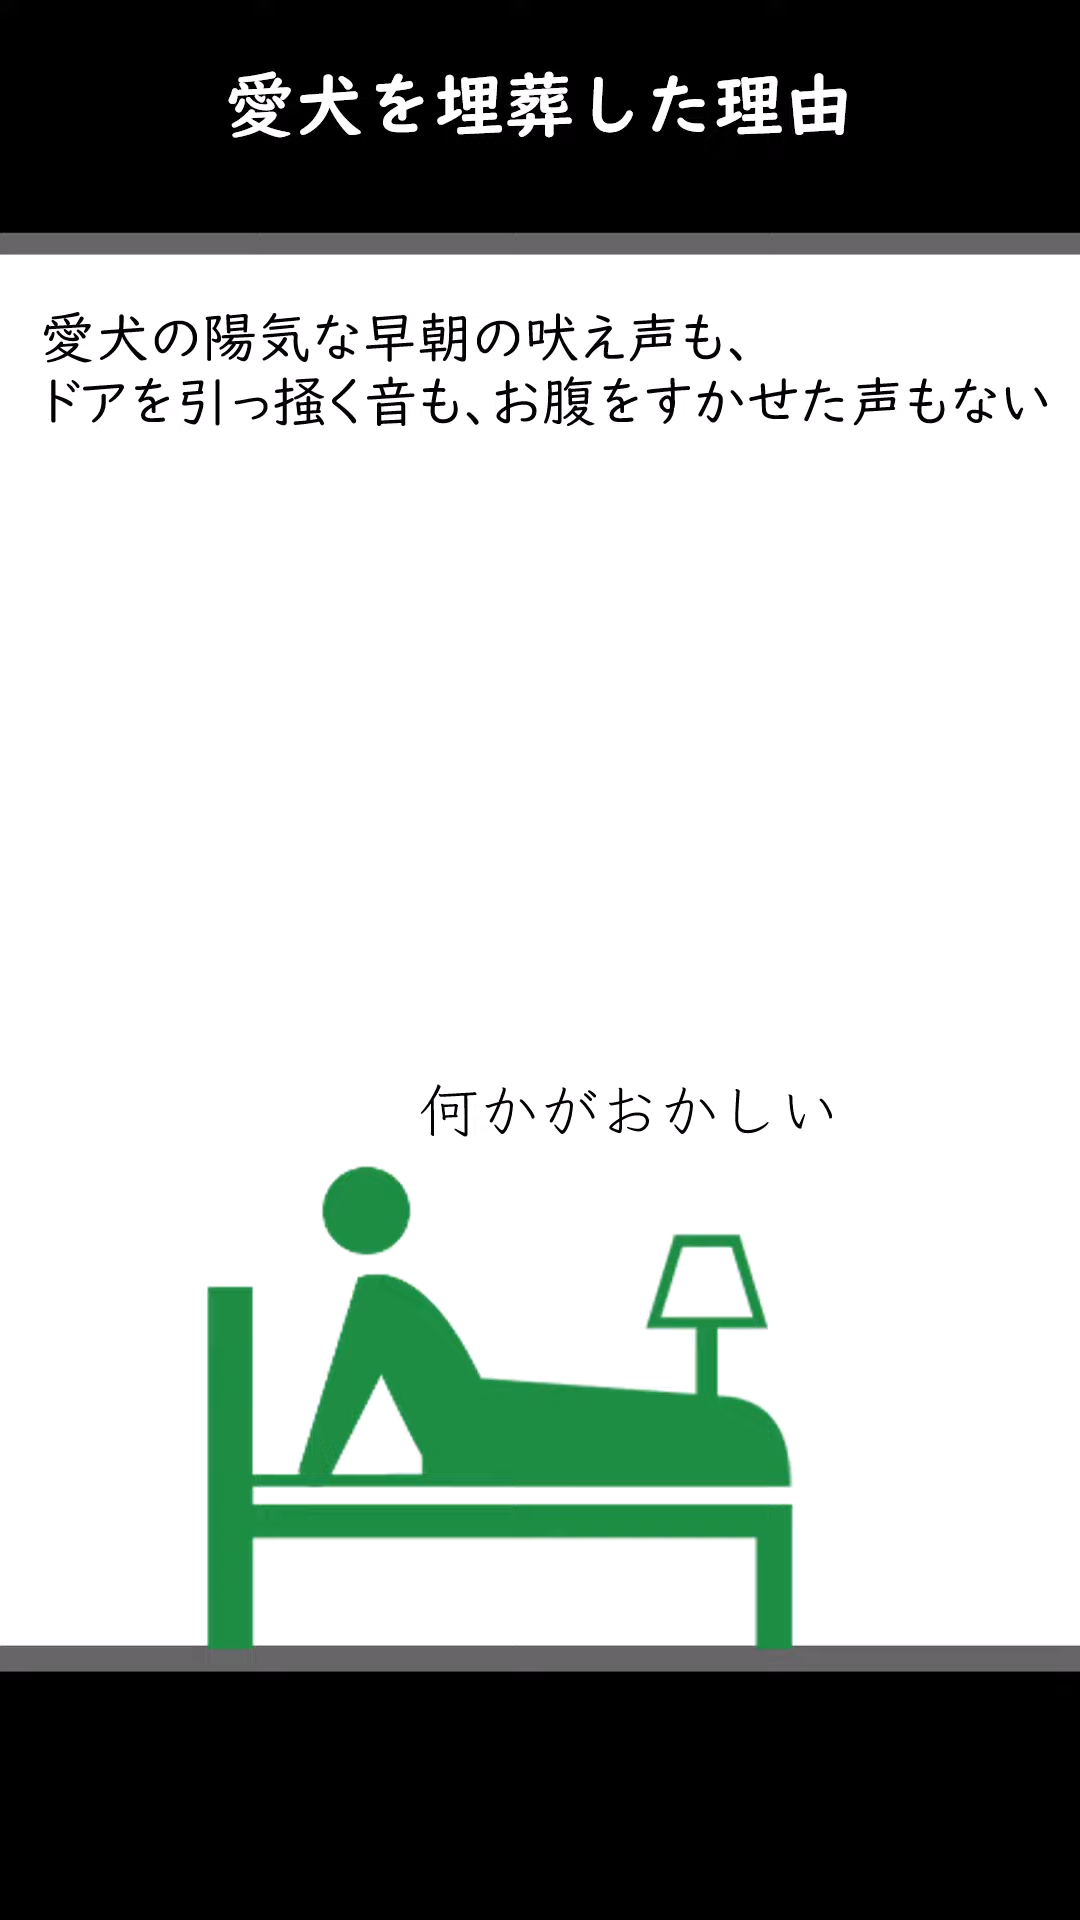 愛犬を埋葬した理由
愛犬の陽気な早朝の吠え声も、
ドアを引っ掻く音も、お腹をすかせた声もない
何かがおかしい